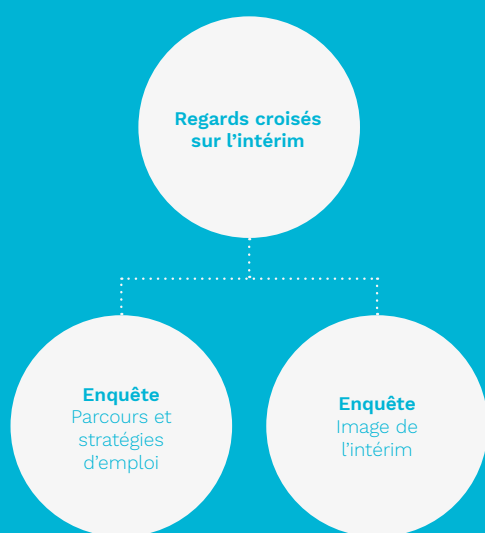 Regards croisés
sur l’intérim
Enquête
Parcours et
stratégies
d’emploi
Enquête
Image de
l’intérim